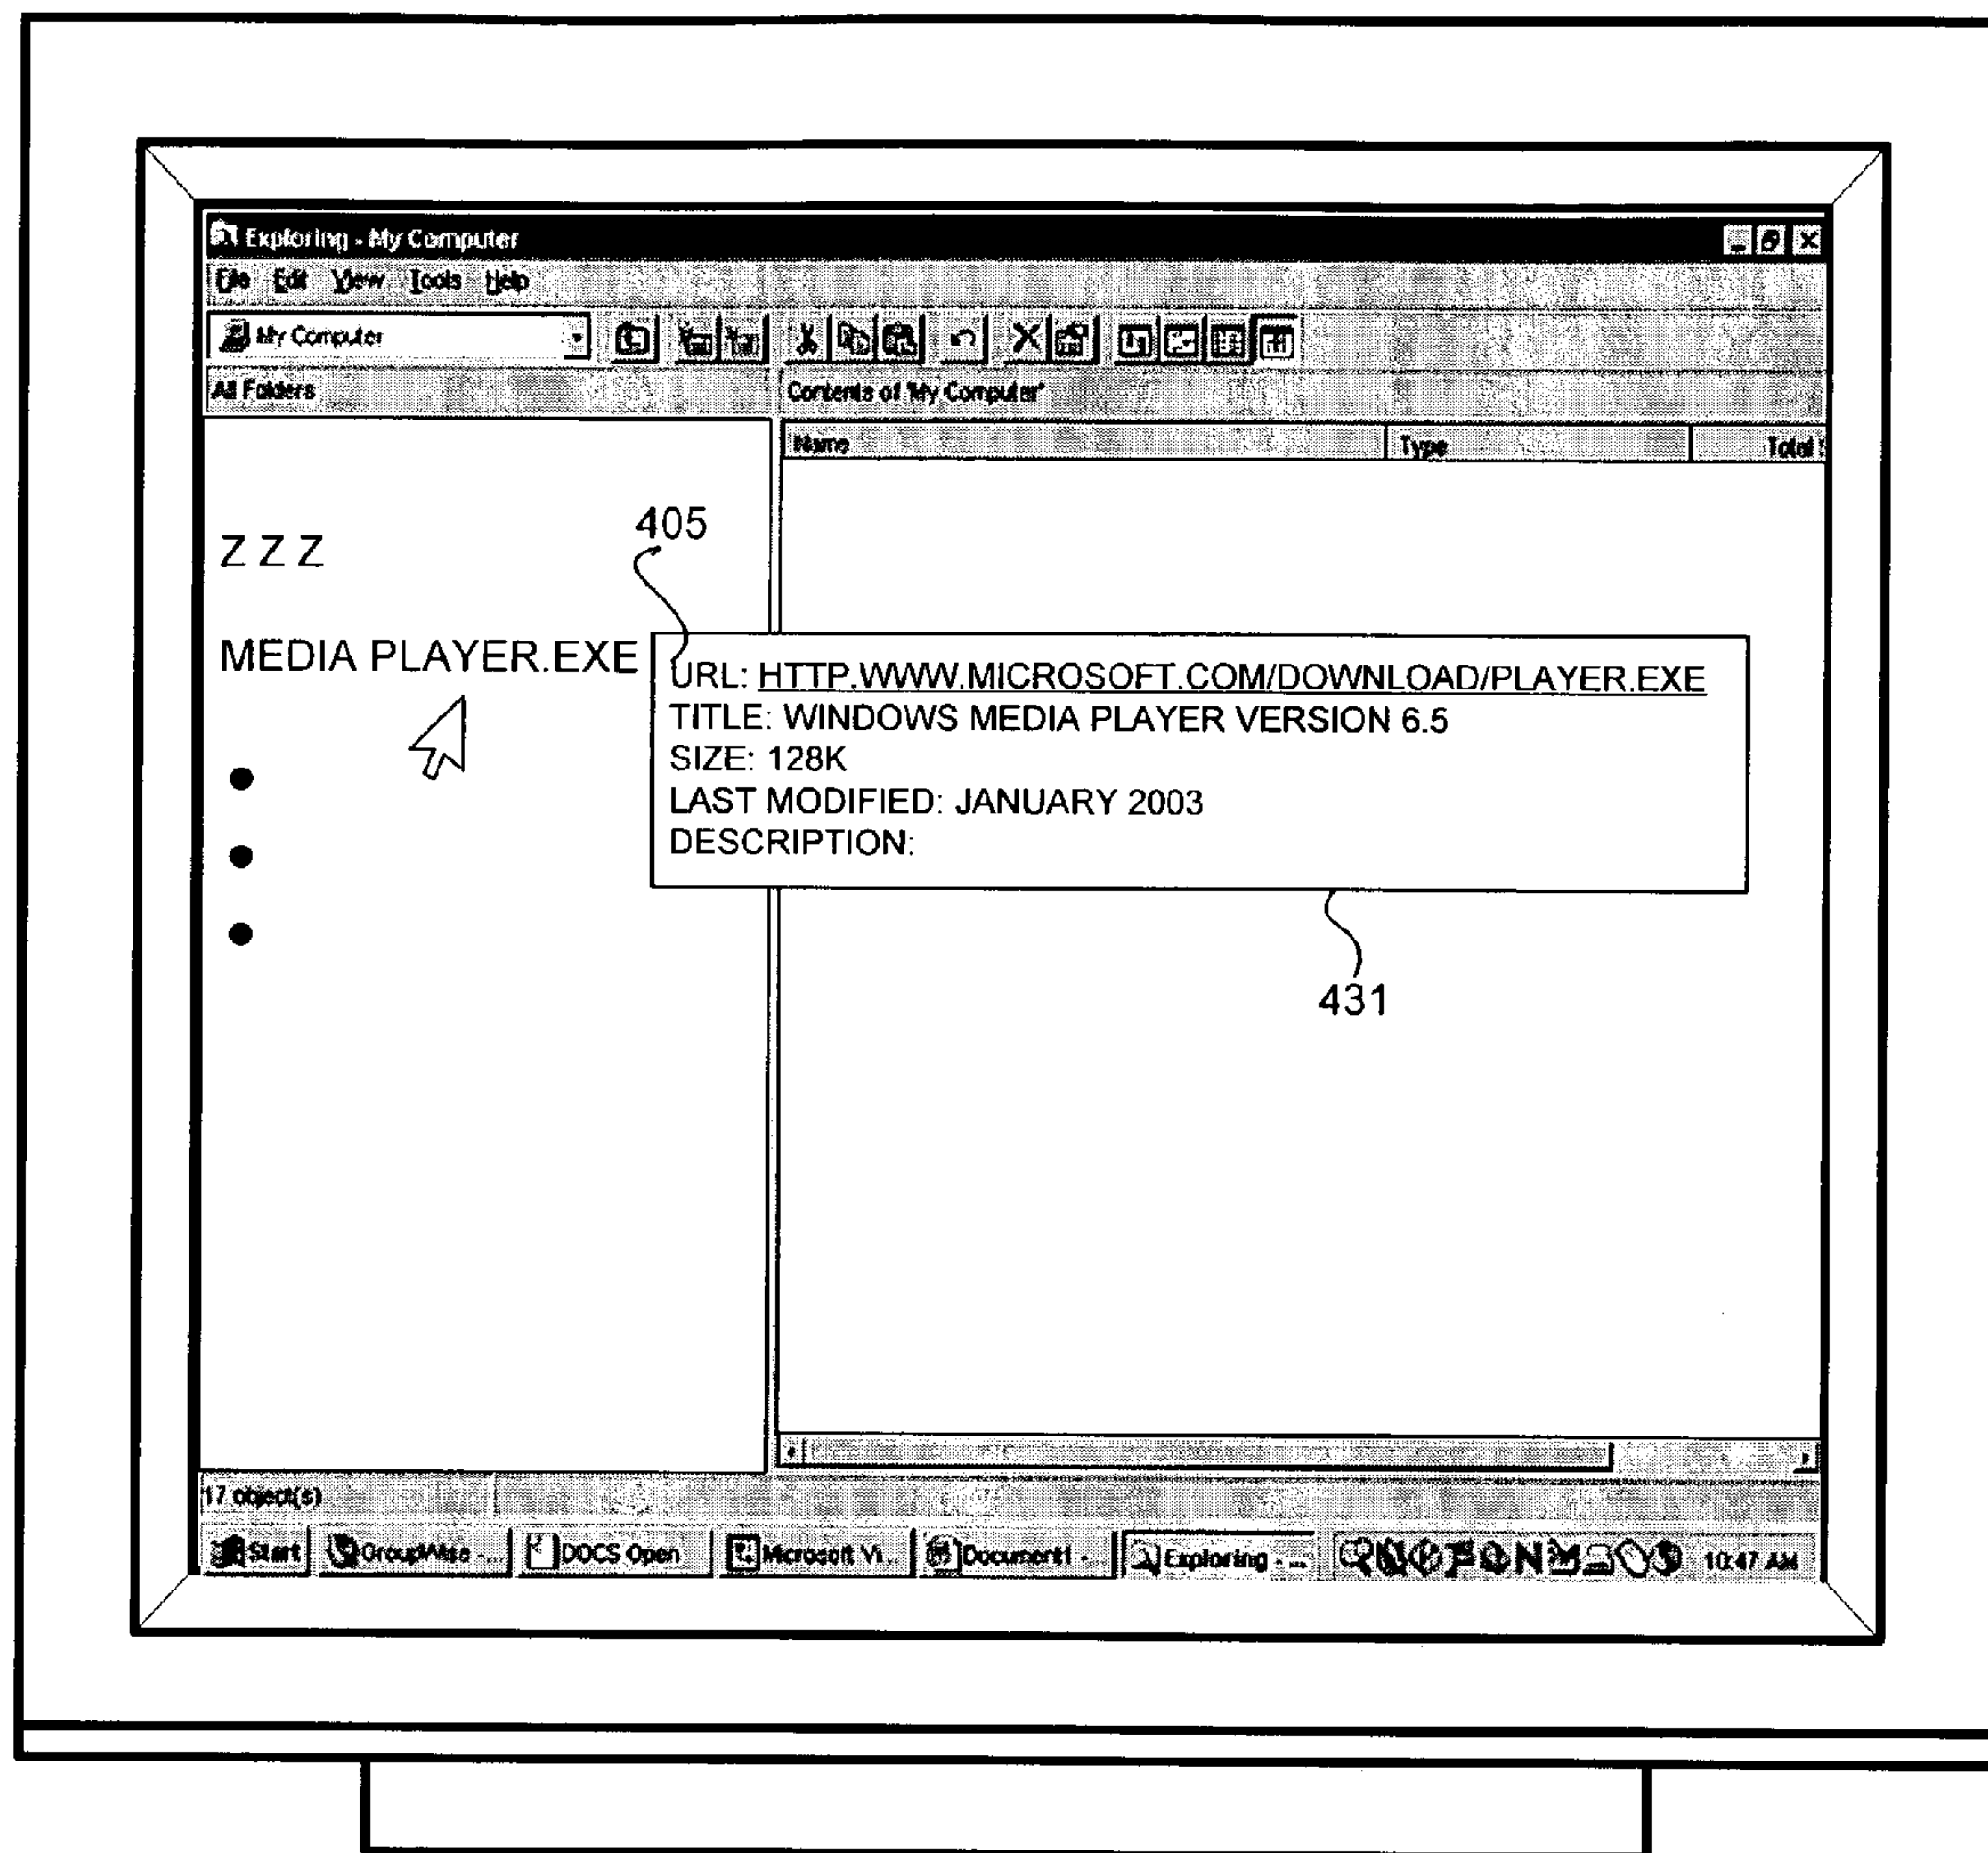 Exploring - My Computer
File Edit View Tools Help
My Computer
All Folders
Contents of 'My Computer'
Name Type Total
405
Z Z Z
MEDIA PLAYER.EXE
URL: HTTP.WWW.MICROSOFT.COM/DOWNLOAD/PLAYER.EXE
TITLE: WINDOWS MEDIA PLAYER VERSION 6.5
SIZE: 128K
LAST MODIFIED: JANUARY 2003
DESCRIPTION:
431
17 object(s)
Start GroupWise - ... DOCS Open Microsoft Vi... Document1 - Exploring - ... 10:47 AM